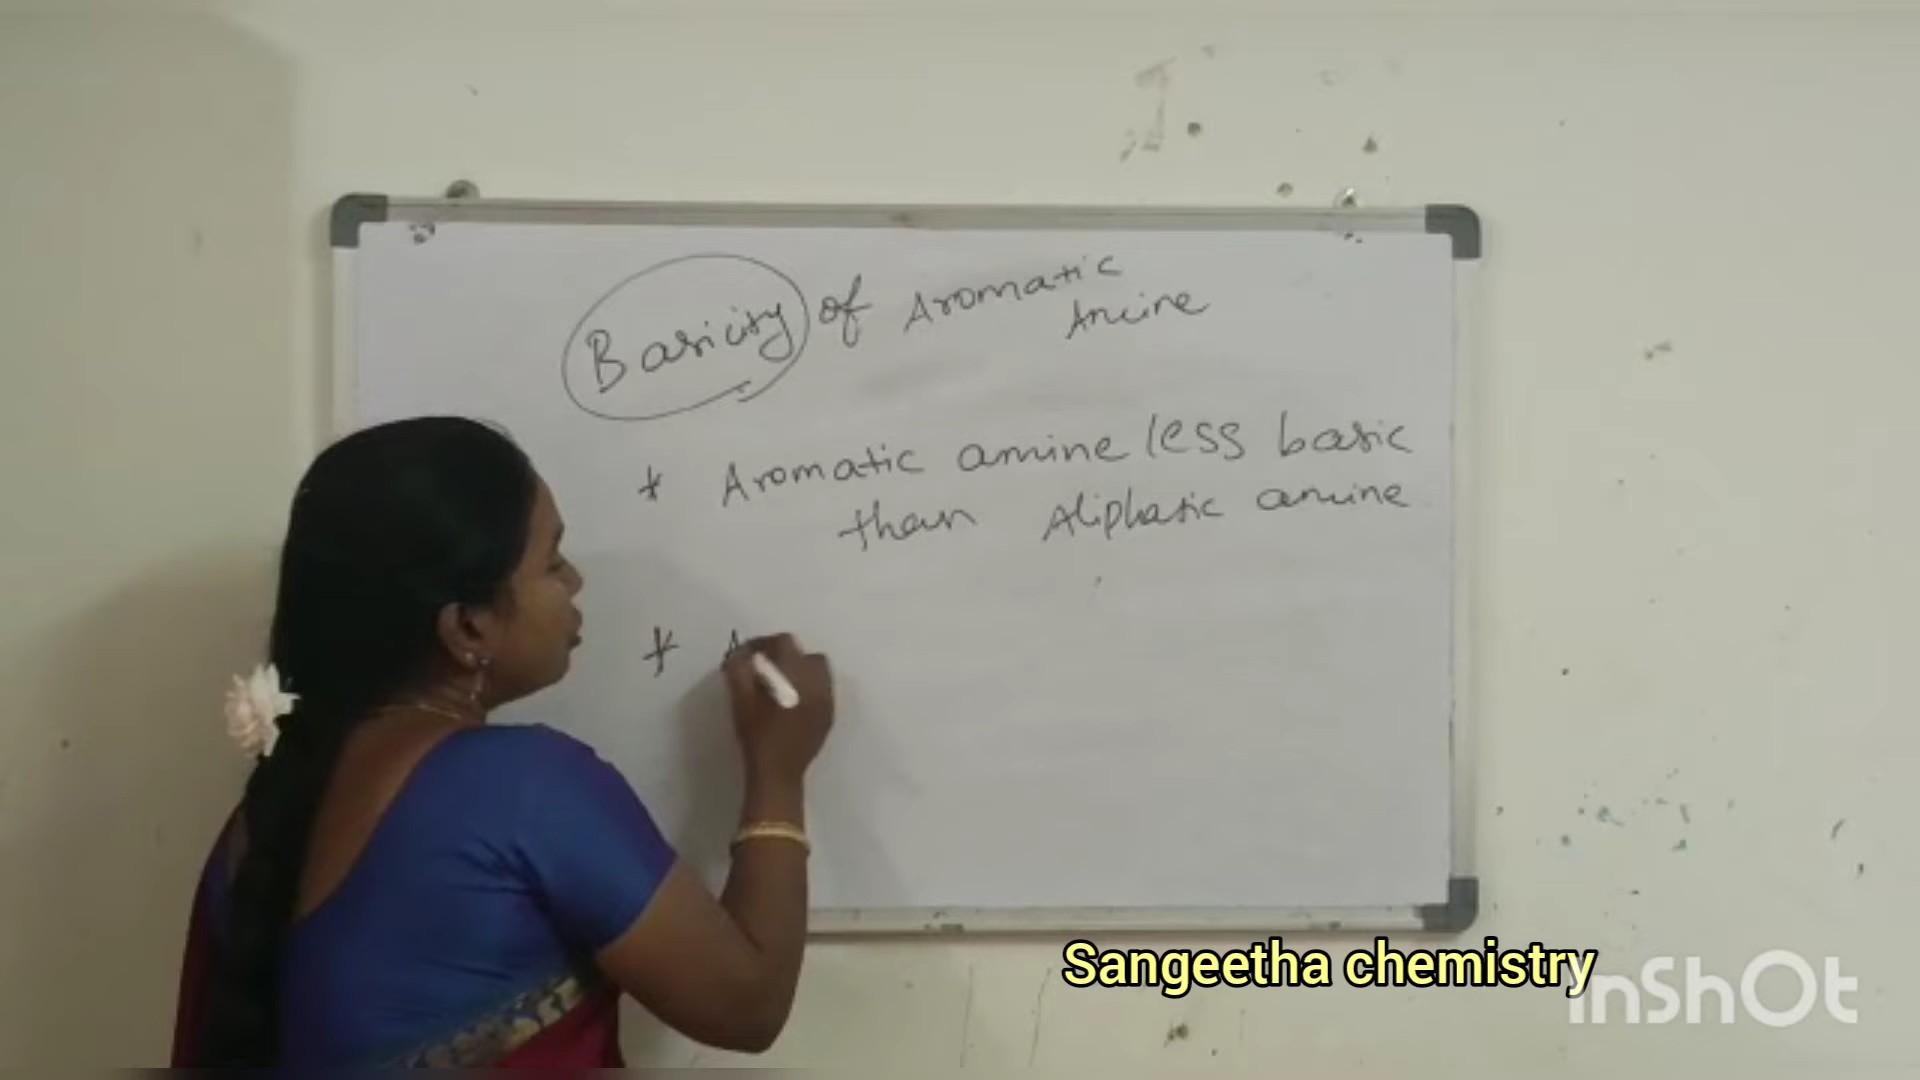 Basicity of Aromatic
Amine
* Aromatic amine less basic
than Aliphatic amine
*
Sangeetha chemistry
InShOt